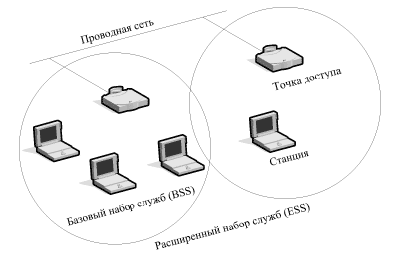 Проводная сеть
Точка доступа
Станция
Базовый набор служб (BSS)
Расширенный набор служб (ESS)